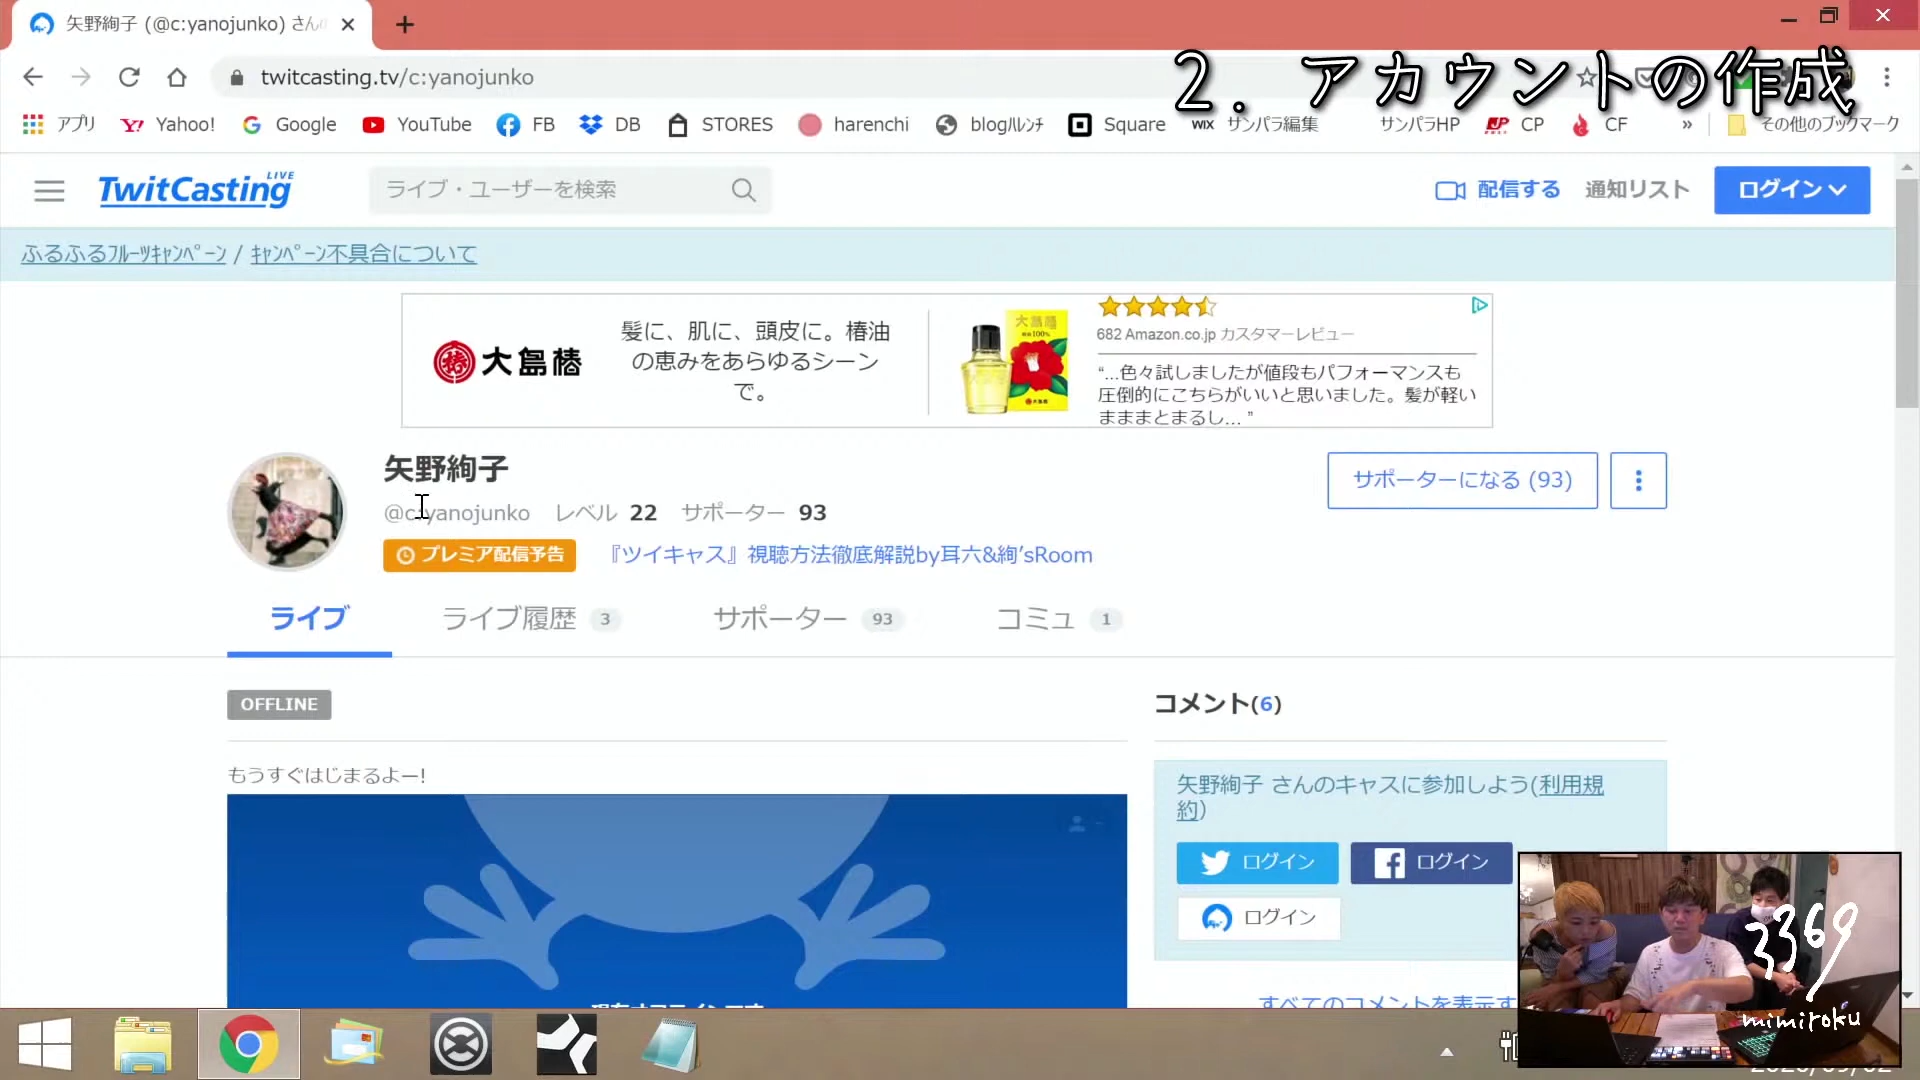 矢野絢子 (@c:yanojunko) さん
twitcasting.tv/c:yanojunko
2. アカウントの作成
アプリ Yahoo! Google YouTube FB DB STORES harenchi blogﾊﾚﾝﾁ Square WIX サンパラ編集 サンパラHP CP CF » その他のブックマーク
TwitCasting LIVE
ライブ・ユーザーを検索
配信する 通知リスト ログイン
ふるふるﾌﾙｰﾂｷｬﾝﾍﾟｰﾝ / ｷｬﾝﾍﾟｰﾝ不具合について
大島椿
髪に、肌に、頭皮に。椿油
の恵みをあらゆるシーン
で。
682 Amazon.co.jp カスタマーレビュー
“...色々試しましたが値段もパフォーマンスも
圧倒的にこちらがいいと思いました。髪が軽い
ままとまるし... ”
矢野絢子
@c:yanojunko レベル 22 サポーター 93
サポーターになる (93)
プレミア配信予告 『ツイキャス』視聴方法徹底解説by耳六&絢’sRoom
ライブ ライブ履歴 3 サポーター 93 コミュ 1
OFFLINE
コメント(6)
もうすぐはじまるよー!
矢野絢子 さんのキャスに参加しよう(利用規
約)
ログイン ログイン
ログイン
3369
mimiroku